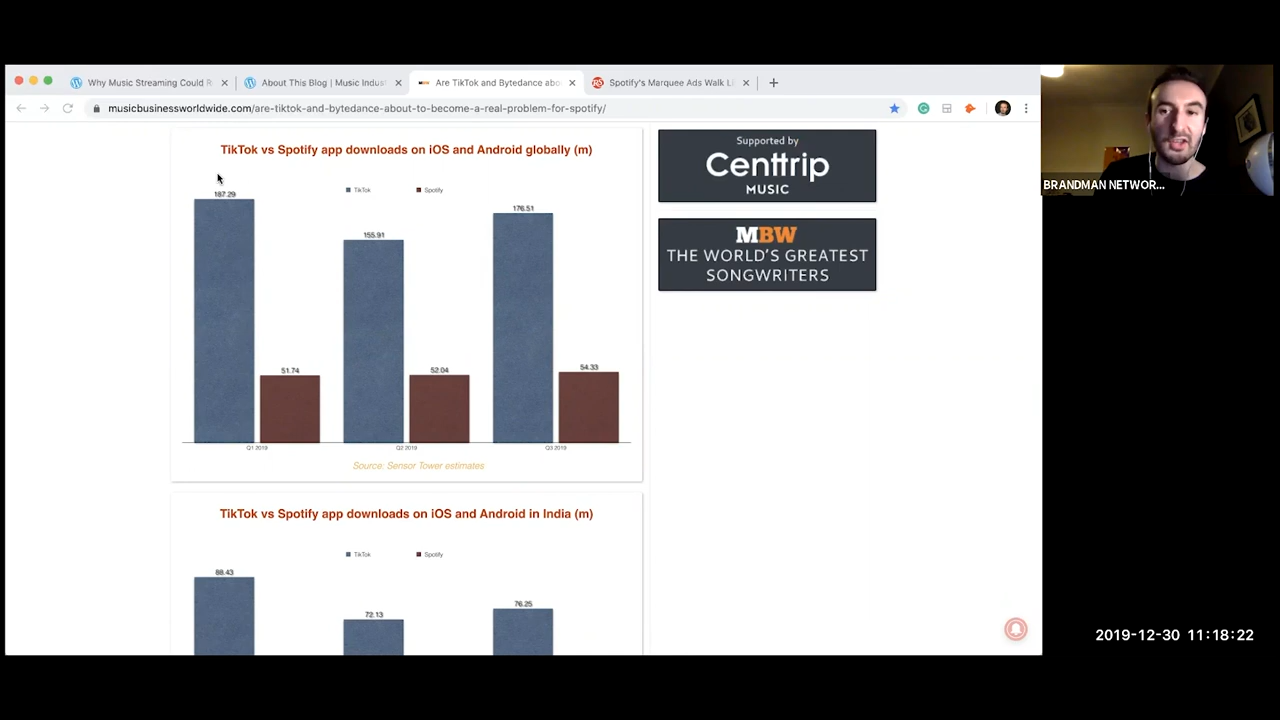 Why Music Streaming Could R
About This Blog | Music Indust
Are TikTok and Bytedance abo
Spotify's Marquee Ads Walk Li
musicbusinessworldwide.com/are-tiktok-and-bytedance-about-to-become-a-real-problem-for-spotify/
TikTok vs Spotify app downloads on iOS and Android globally (m)
TikTok
Spotify
187.29
155.91
176.51
51.74
52.04
54.33
Q1 2019
Q2 2019
Q3 2019
Source: Sensor Tower estimates
TikTok vs Spotify app downloads on iOS and Android in India (m)
TikTok
Spotify
88.43
72.13
76.25
Supported by
Centtrip
MUSIC
MBW
THE WORLD'S GREATEST
SONGWRITERS
BRANDMAN NETWOR...
2019-12-30 11:18:22